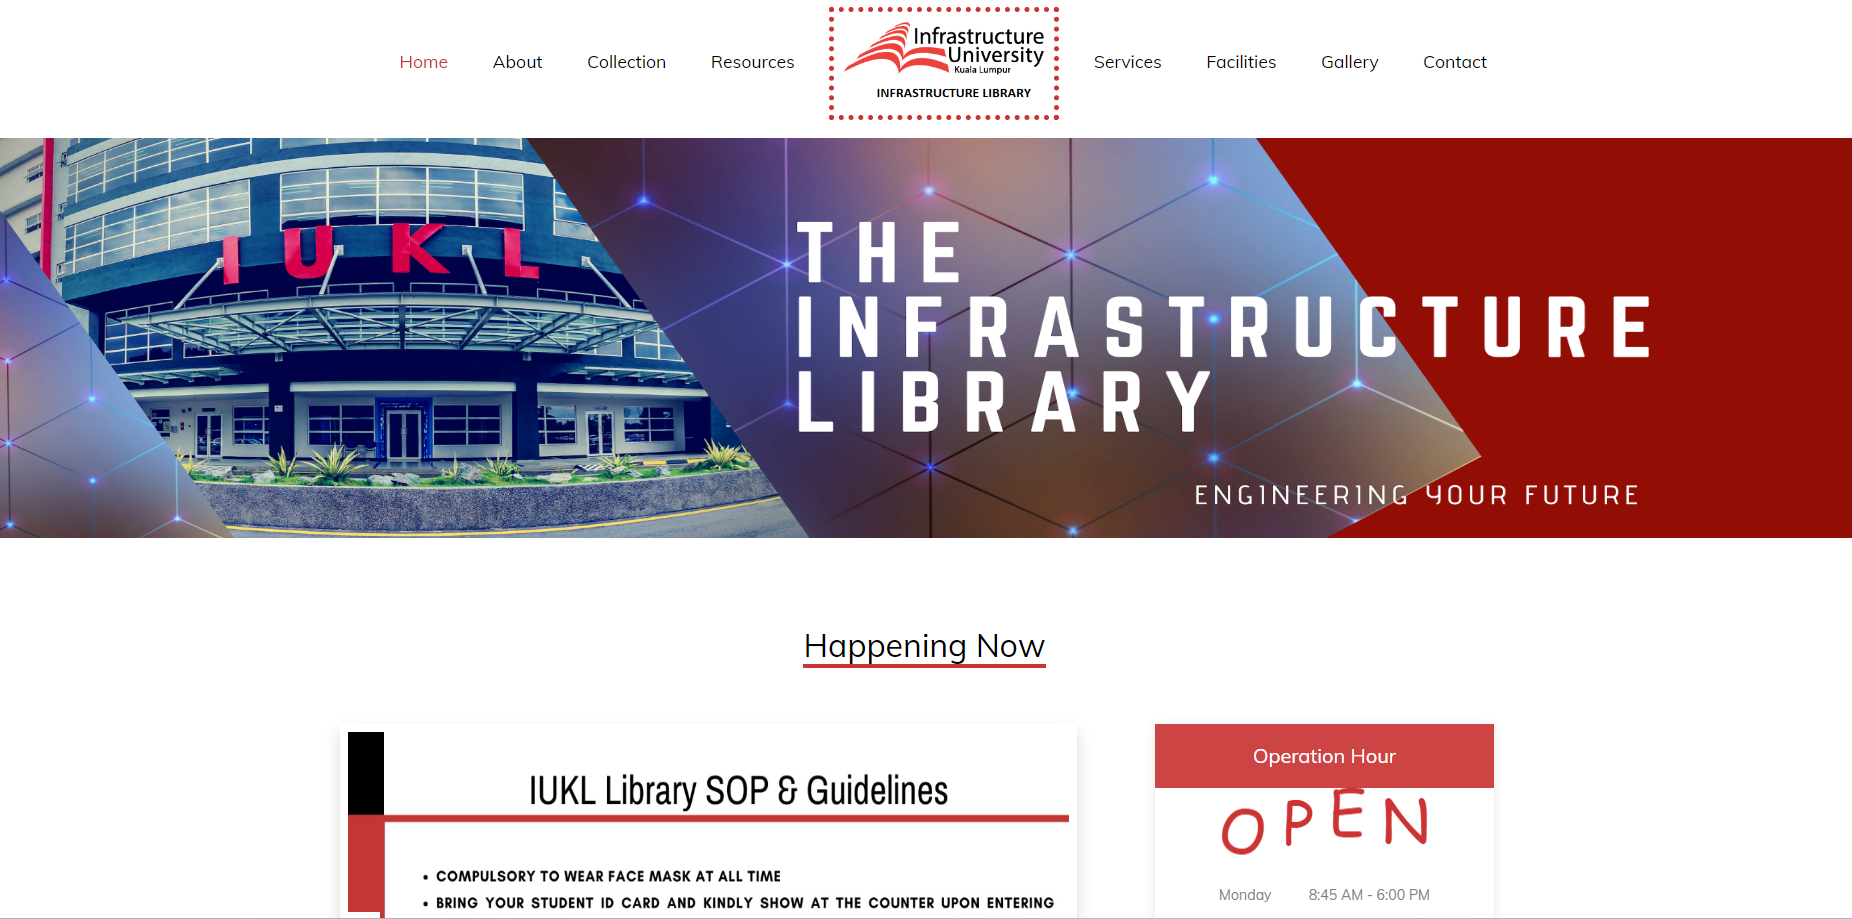 Home About Collection Resources
Infrastructure
University
Kuala Lumpur
INFRASTRUCTURE LIBRARY
Services Facilities Gallery Contact
IUKL
THE
INFRASTRUCTURE
LIBRARY
ENGINEERING YOUR FUTURE
Happening Now
IUKL Library SOP & Guidelines
• COMPULSORY TO WEAR FACE MASK AT ALL TIME
• BRING YOUR STUDENT ID CARD AND KINDLY SHOW AT THE COUNTER UPON ENTERING
Operation Hour
OPEN
Monday 8:45 AM - 6:00 PM